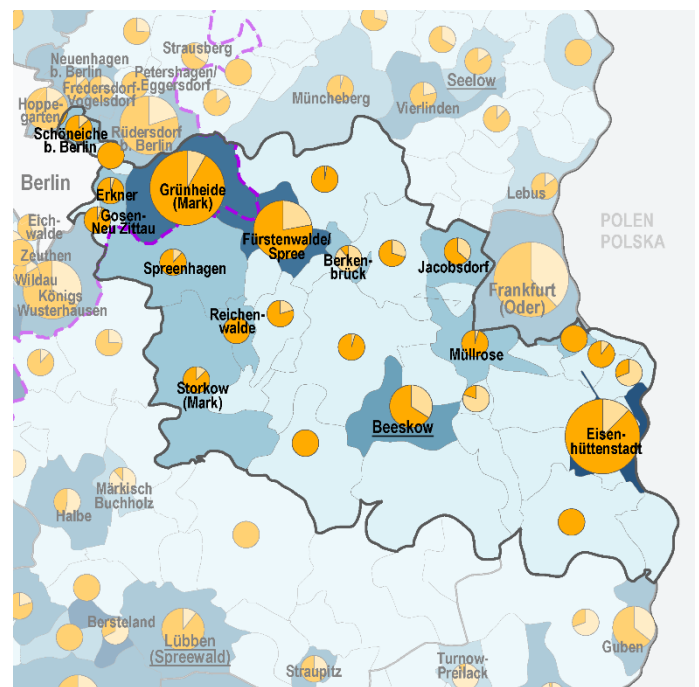 Strausberg
Neuenhagen
b. Berlin
Petershagen/
Eggersdorf
Fredersdorf-
Vogelsdorf
Seelow
Müncheberg
Vierlinden
Hoppe-
garten
Schöneiche
b. Berlin
Rüdersdorf
b. Berlin
Berlin
Erkner
Grünheide
(Mark)
Lebus
Gosen-
Neu Zittau
Eich-
walde
POLEN
POLSKA
Fürstenwalde/
Spree
Zeuthen
Berken-
brück
Jacobsdorf
Spreenhagen
Wildau
Königs
Wusterhausen
Frankfurt
(Oder)
Reichen-
walde
Müllrose
Storkow
(Mark)
Beeskow
Eisen-
hüttenstadt
Märkisch
Buchholz
Halbe
Bersteland
Lübben
(Spreewald)
Guben
Straupitz
Turnow-
Preilack